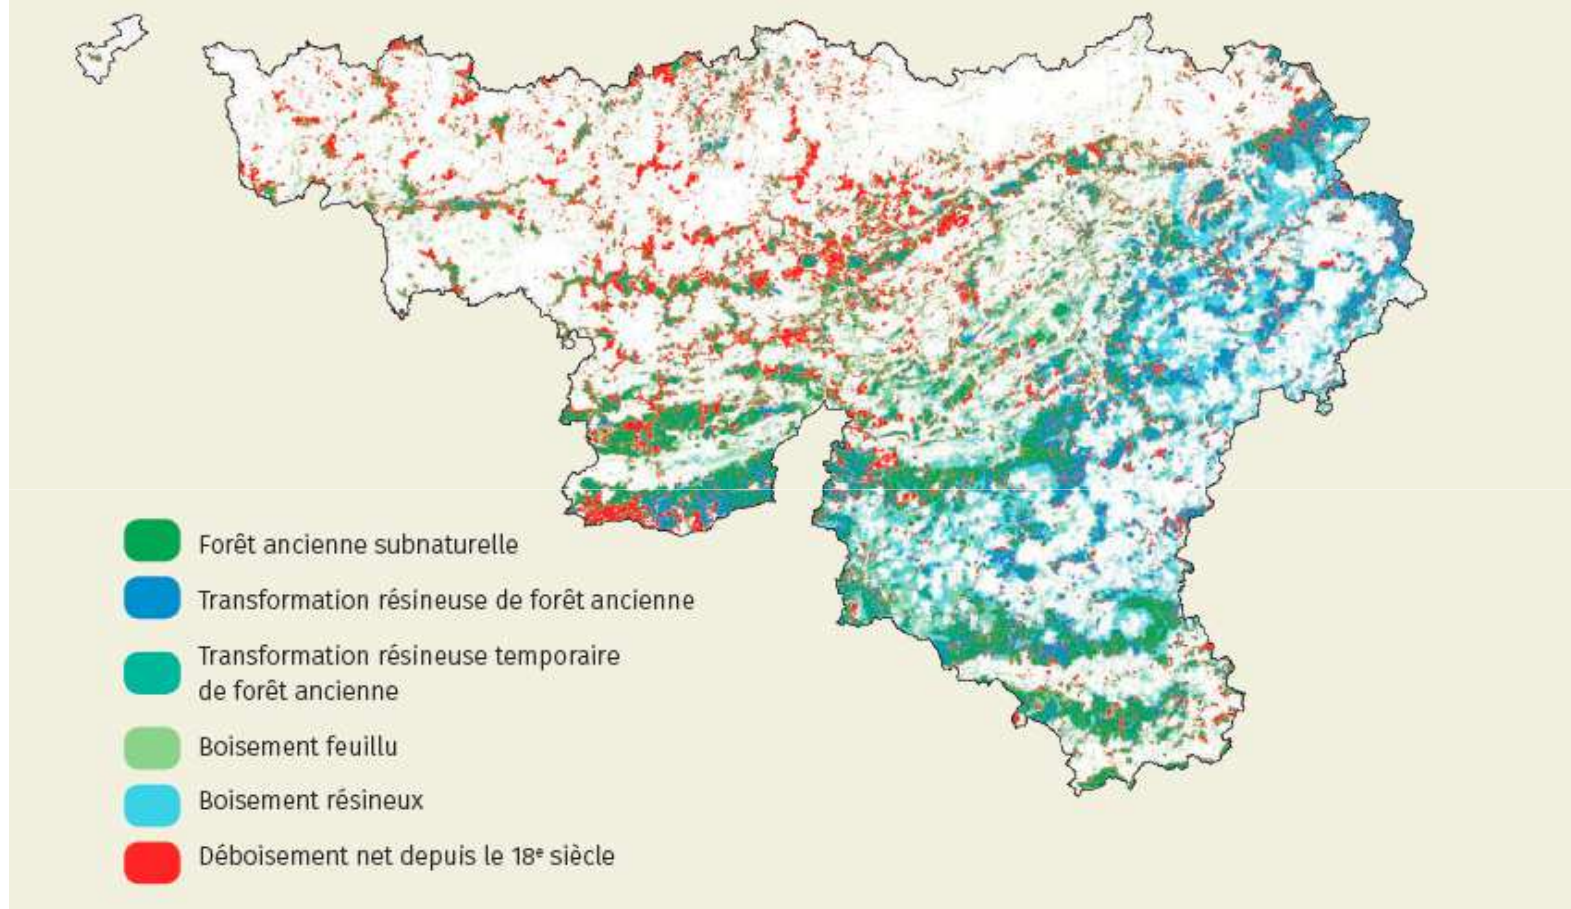 Forêt ancienne subnaturelle
Transformation résineuse de forêt ancienne
Transformation résineuse temporaire
de forêt ancienne
Boisement feuillu
Boisement résineux
Déboisement net depuis le 18ᵉ siècle